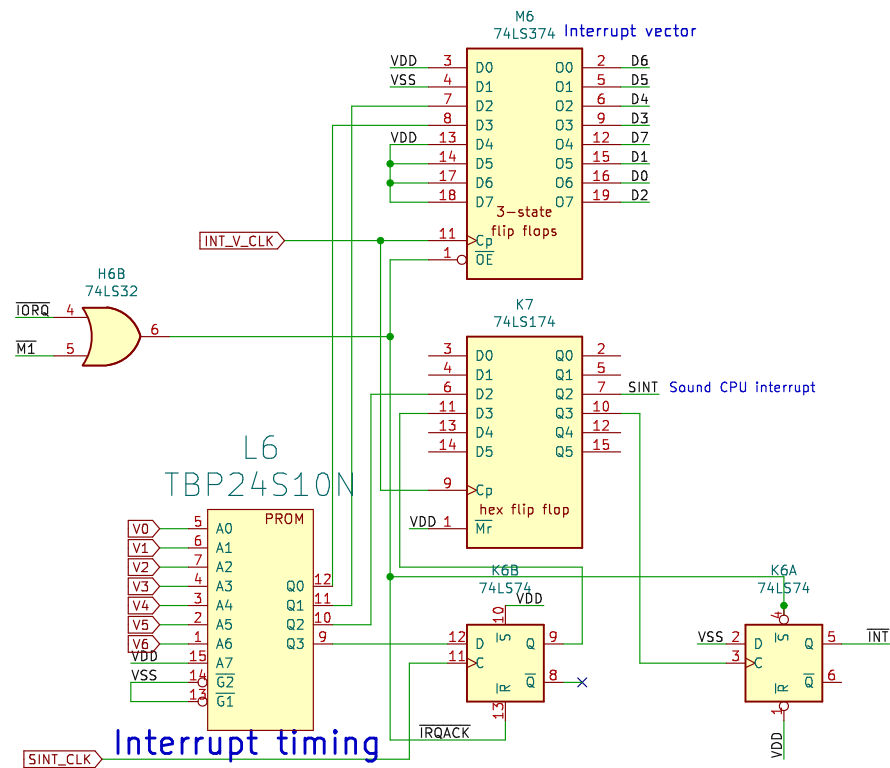 M6
74LS374
Interrupt vector
VDD 3 D0 O0 2 D6
VSS 4 D1 O1 5 D5
7 D2 O2 6 D4
8 D3 O3 9 D3
VDD 13 D4 O4 12 D7
14 D5 O5 15 D1
17 D6 O6 16 D0
18 D7 O7 19 D2
3-state
flip flops
INT_V_CLK 11 Cp
1 OE
H6B
74LS32
IORQ 4
6
M1 5
K7
74LS174
3 D0 Q0 2
4 D1 Q1 5
6 D2 Q2 7 SINT Sound CPU interrupt
11 D3 Q3 10
13 D4 Q4 12
14 D5 Q5 15
9 Cp
hex flip flop
VDD 1 Mr
L6
TBP24S10N
PROM
V0 5 A0
V1 6 A1
V2 7 A2
V3 4 A3 Q0 12
V4 3 A4 Q1 11
V5 2 A5 Q2 10
V6 1 A6 Q3 9
VDD 15 A7
VSS 14 G2
13 G1
Interrupt timing
SINT_CLK
K6B
74LS74
VDD
10
S
12 D Q 9
11 C
Q 8
R
13
IRQACK
K6A
74LS74
4
S
VSS 2 D Q 5 INT
3 C
Q 6
R
1
VDD